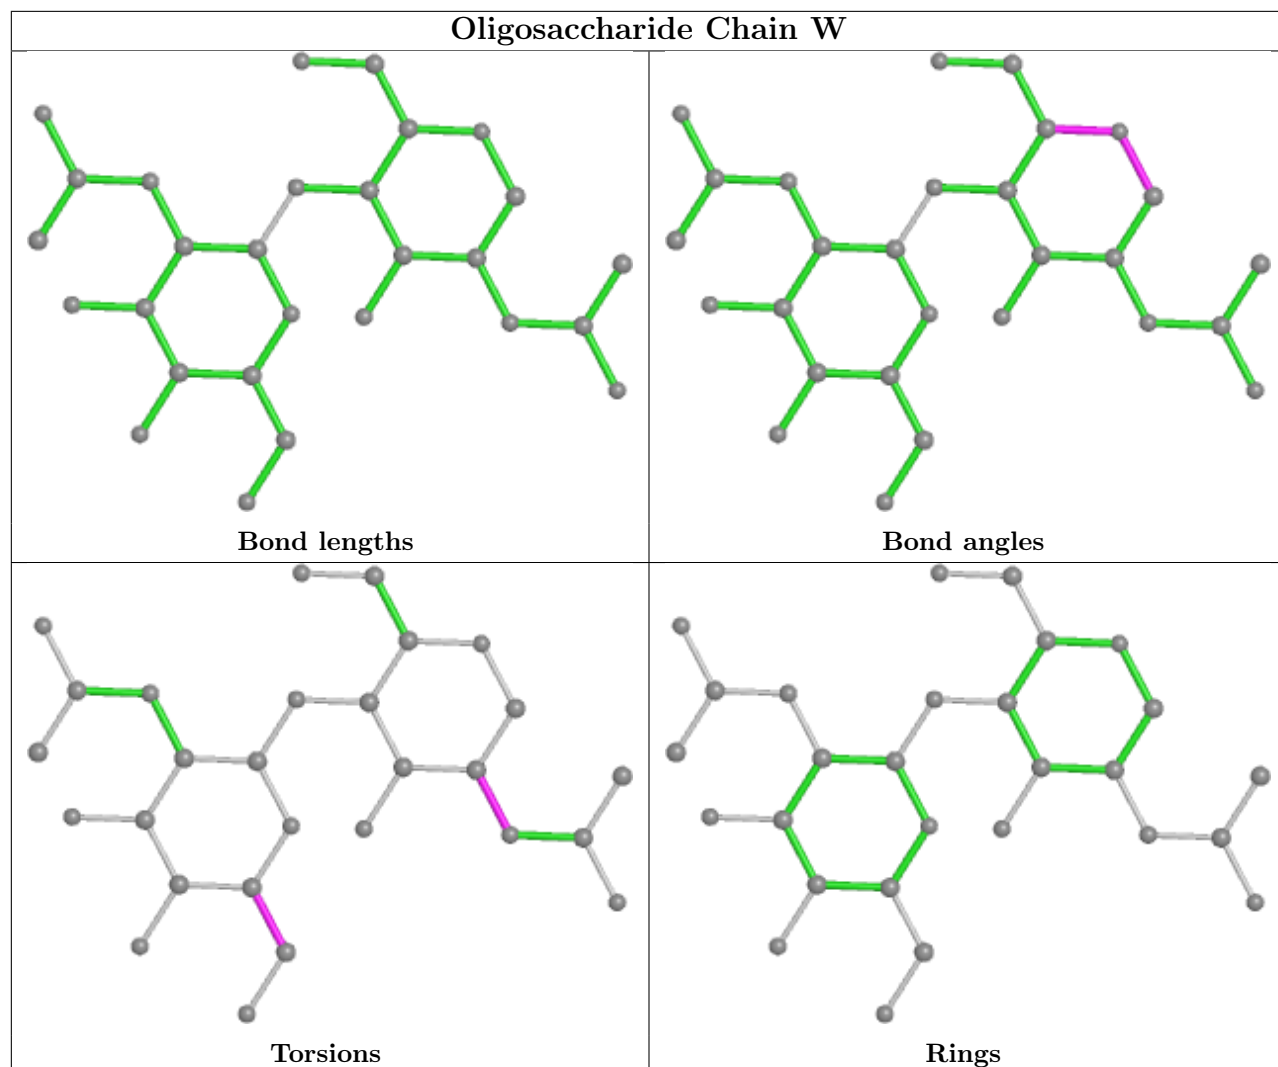 Oligosaccharide Chain W
Bond lengths
Bond angles
Torsions
Rings